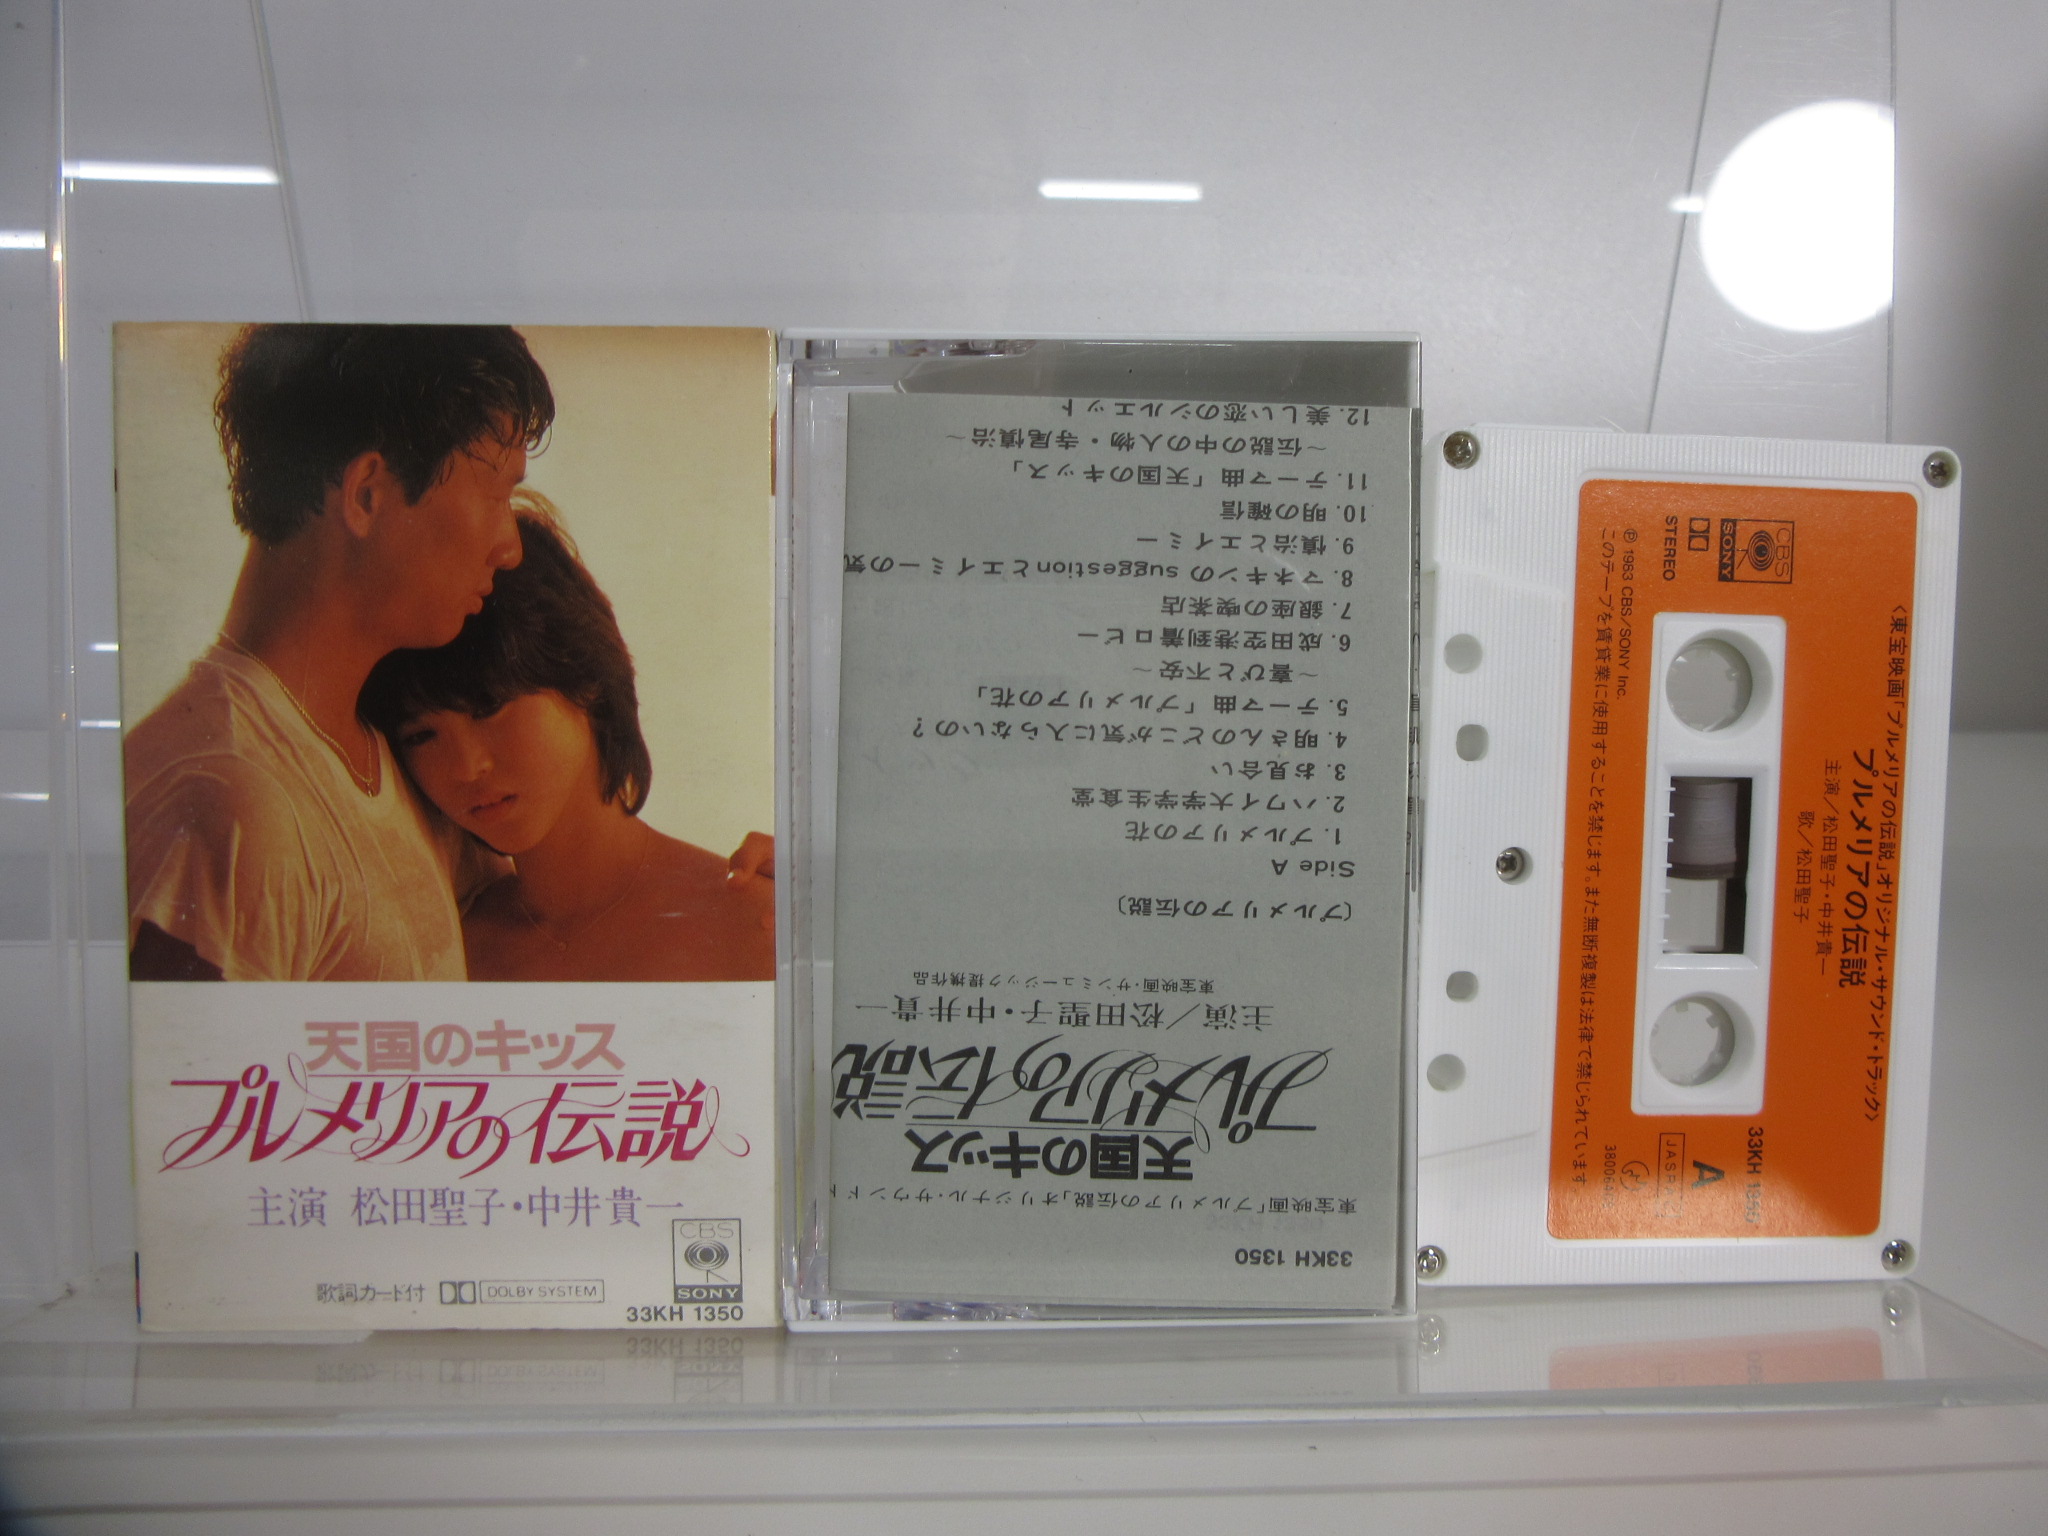 天国のキッス
プルメリアの伝説
主演 松田聖子・中井貴一
CBS
SONY
歌詞カード付 DOLBY SYSTEM
33KH 1350
33KH 1350
東宝映画「プルメリアの伝説」オリジナル・サウンド
天国のキッス
プルメリアの伝説
主演/松田聖子・中井貴一
東宝映画・サンミュージック提携作品
(プルメリアの伝説)
Side A
1. プルメリアの花
2. ハワイ大学学生食堂
3. お見合い
4. 明さんのどこが気に入らないの?
5. テーマ曲「プルメリアの花」
~喜びと不安~
6. 成田空港到着ロビー
7. 銀座の喫茶店
8. マネキンの suggestionとエイミーの気
9. 慎治とエイミー
10. 明の確信
11. テーマ曲「天国のキッス」
~伝説の中の人物・寺尾慎治~
12. 美しい恋のシルエット
〈東宝映画「プルメリアの伝説」オリジナル・サウンド・トラック〉
プルメリアの伝説
主演/松田聖子・中井貴一
歌/松田聖子
CBS
SONY
STEREO
33KH 1350
A
JASRAC
Ⓟ 1983 CBS/SONY Inc.
このテープを賃貸業に使用することを禁じます。また無断複製は法律で禁じられています。